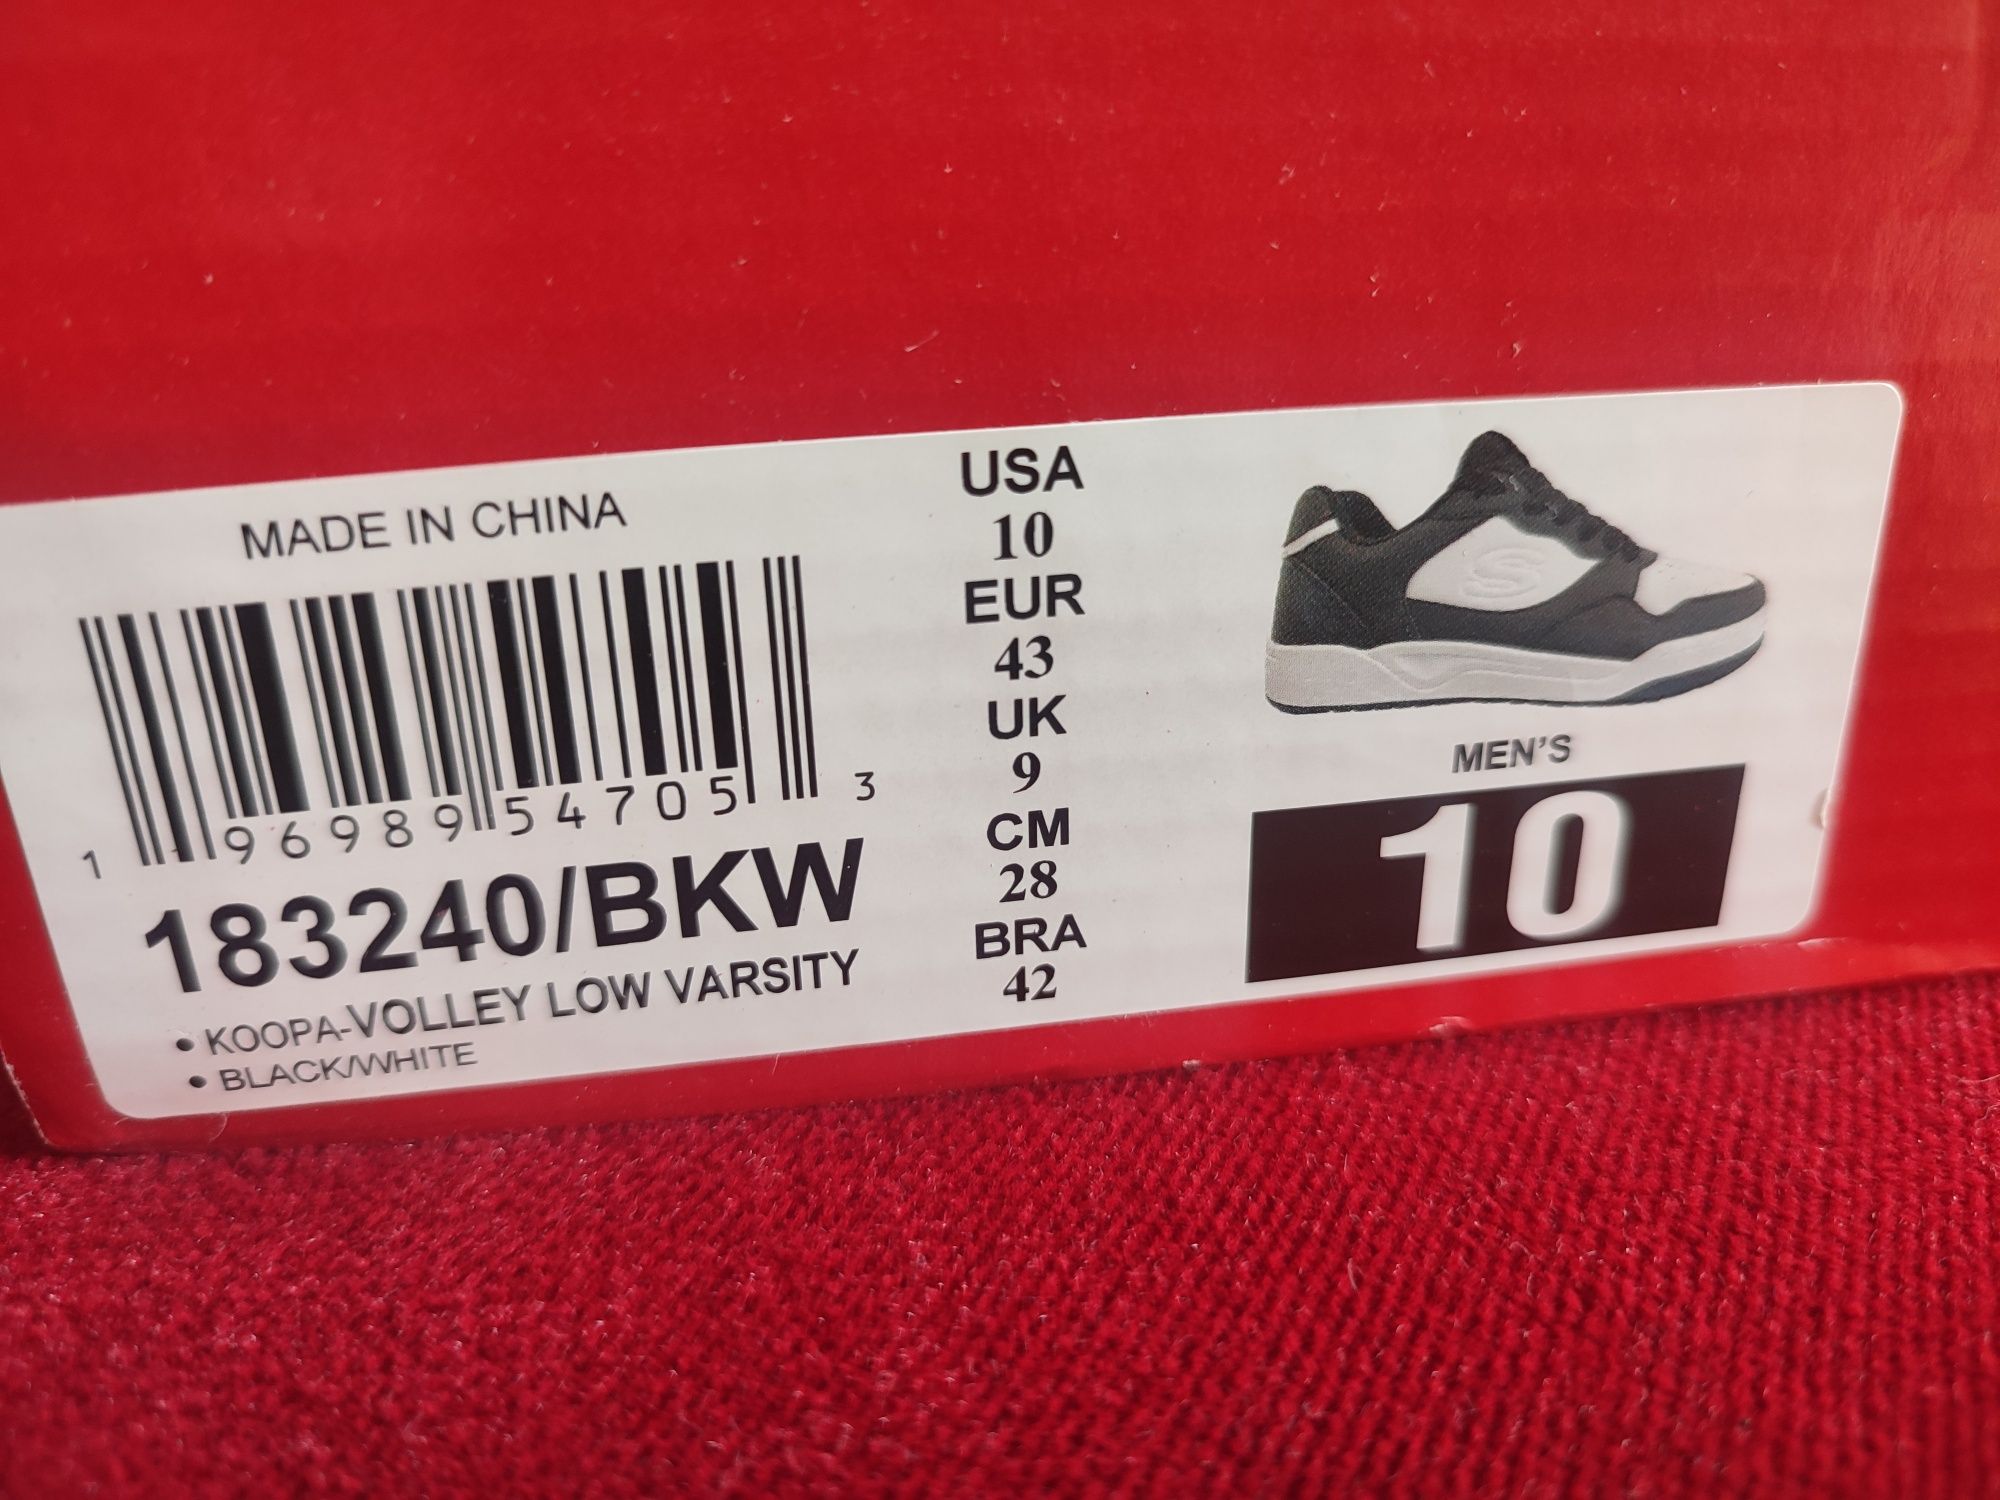 MADE IN CHINA
1 96989 54705 3
183240/BKW
• KOOPA-VOLLEY LOW VARSITY
• BLACK/WHITE
USA
10
EUR
43
UK
9
CM
28
BRA
42
S
MEN'S
10